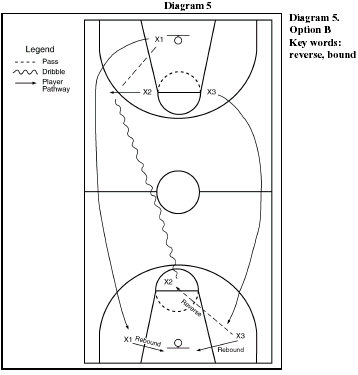 Diagram 5
Diagram 5.
Option B
Key words:
reverse, bound
Legend
Pass
Dribble
Player
Pathway
X1
X2
X3
X2
Reverse
X1
Rebound
X3
Rebound